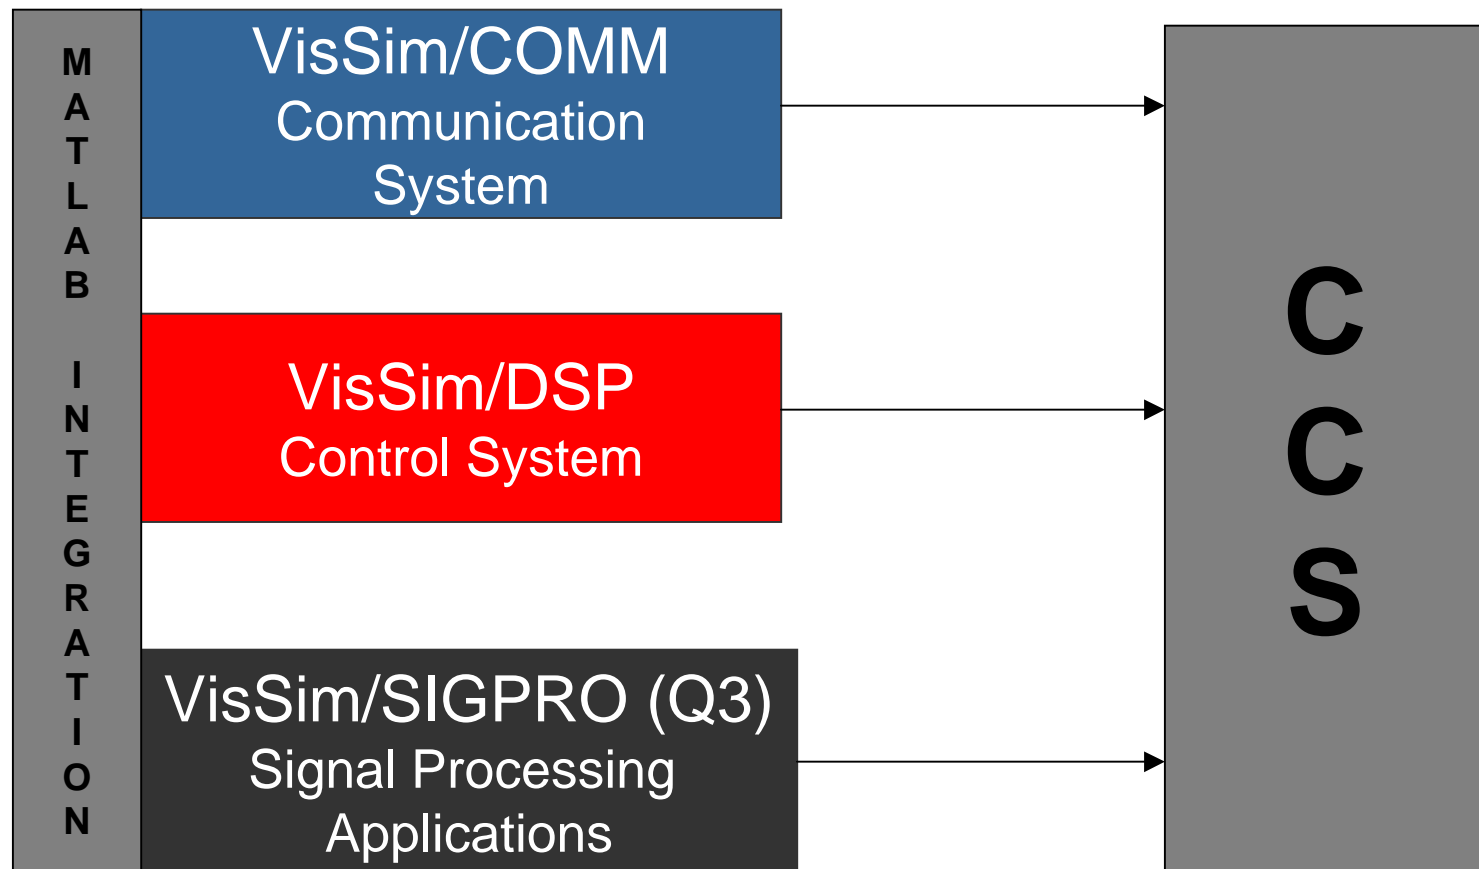 MATLAB INTEGRATION
VisSim/COMM
Communication
System
VisSim/DSP
Control System
VisSim/SIGPRO (Q3)
Signal Processing
Applications
CCS